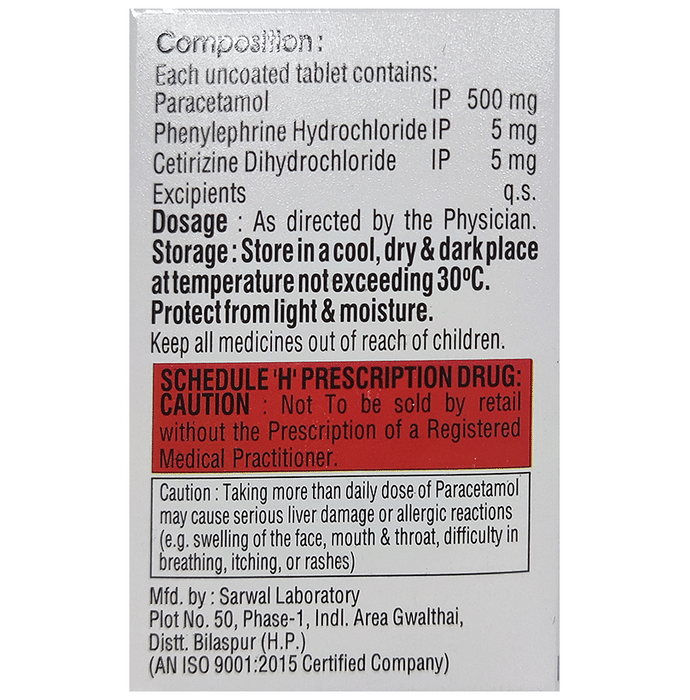 Composition :
Each uncoated tablet contains:
Paracetamol IP 500 mg
Phenylephrine Hydrochloride IP 5 mg
Cetirizine Dihydrochloride IP 5 mg
Excipients q.s.
Dosage : As directed by the Physician.
Storage : Store in a cool, dry & dark place
at temperature not exceeding 30ºC.
Protect from light & moisture.
Keep all medicines out of reach of children.
SCHEDULE 'H' PRESCRIPTION DRUG:
CAUTION : Not To be sold by retail
without the Prescription of a Registered
Medical Practitioner.
Caution : Taking more than daily dose of Paracetamol
may cause serious liver damage or allergic reactions
(e.g. swelling of the face, mouth & throat, difficulty in
breathing, itching, or rashes)
Mfd. by : Sarwal Laboratory
Plot No. 50, Phase-1, Indl. Area Gwalthai,
Distt. Bilaspur (H.P.)
(AN ISO 9001:2015 Certified Company)